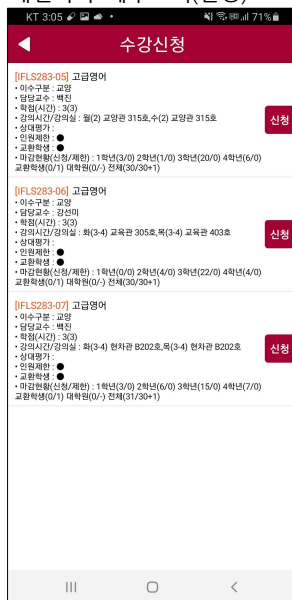 KT 3:05 71%
수강신청
[IFLS283-05] 고급영어
• 이수구분 : 교양
• 담당교수 : 백진
• 학점(시간) : 3(3)
• 강의시간/강의실 : 월(2) 교양관 315호,수(2) 교양관 315호
• 상대평가 :
• 인원제한 : ●
• 교환학생 : ●
• 마감현황(신청/제한) : 1학년(3/0) 2학년(1/0) 3학년(20/0) 4학년(6/0)
교환학생(0/1) 대학원(0/-) 전체(30/30+1)
신청
[IFLS283-06] 고급영어
• 이수구분 : 교양
• 담당교수 : 강선미
• 학점(시간) : 3(3)
• 강의시간/강의실 : 화(3-4) 교육관 305호,목(3-4) 교육관 403호
• 상대평가 :
• 인원제한 : ●
• 교환학생 : ●
• 마감현황(신청/제한) : 1학년(0/0) 2학년(4/0) 3학년(22/0) 4학년(4/0)
교환학생(0/1) 대학원(0/-) 전체(30/30+1)
신청
[IFLS283-07] 고급영어
• 이수구분 : 교양
• 담당교수 : 백진
• 학점(시간) : 3(3)
• 강의시간/강의실 : 화(3-4) 현차관 B202호,목(3-4) 현차관 B202호
• 상대평가 :
• 인원제한 : ●
• 교환학생 : ●
• 마감현황(신청/제한) : 1학년(3/0) 2학년(6/0) 3학년(15/0) 4학년(7/0)
교환학생(0/1) 대학원(0/-) 전체(31/30+1)
신청